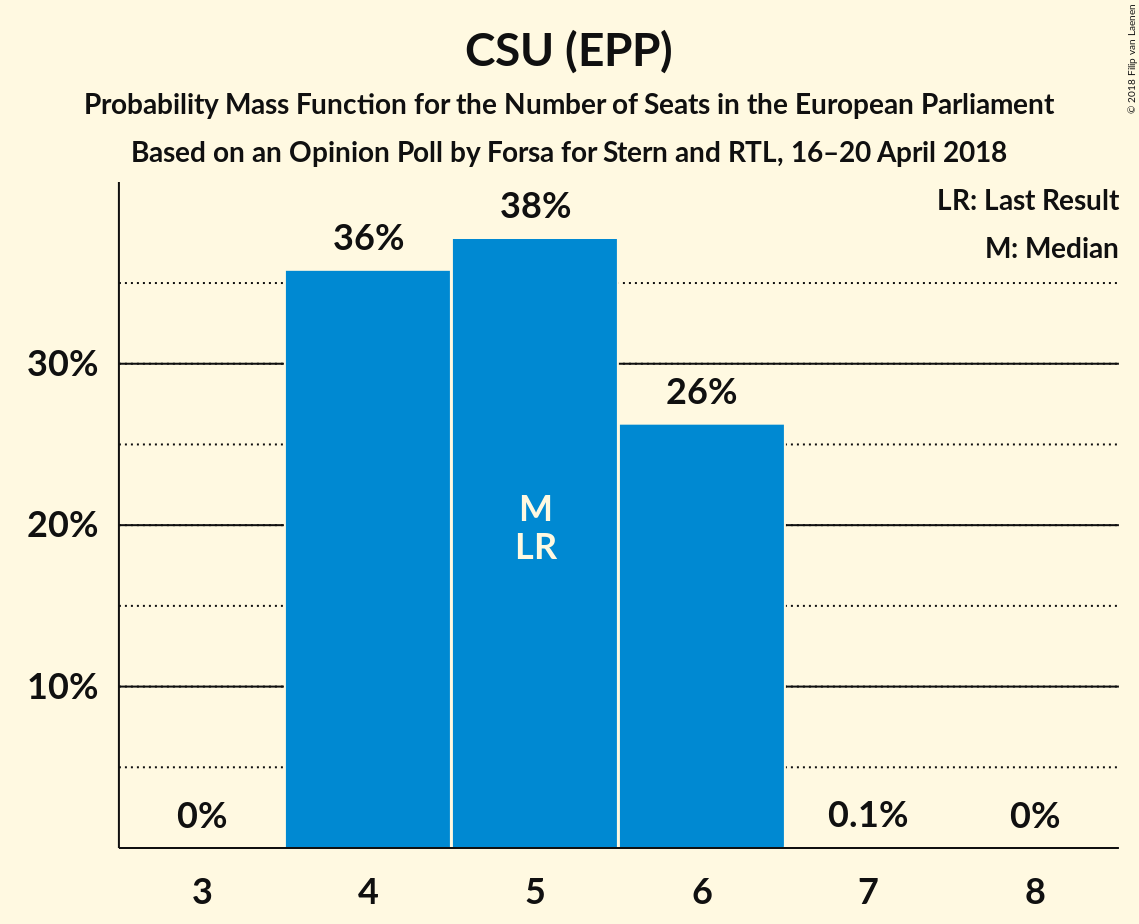 CSU (EPP)
Probability Mass Function for the Number of Seats in the European Parliament
Based on an Opinion Poll by Forsa for Stern and RTL, 16–20 April 2018
© 2018 Filip van Laenen
LR: Last Result
M: Median
38%
36%
30%
26%
M
20%
LR
10%
0%
0.1%
0%
3 4 5 6 7 8